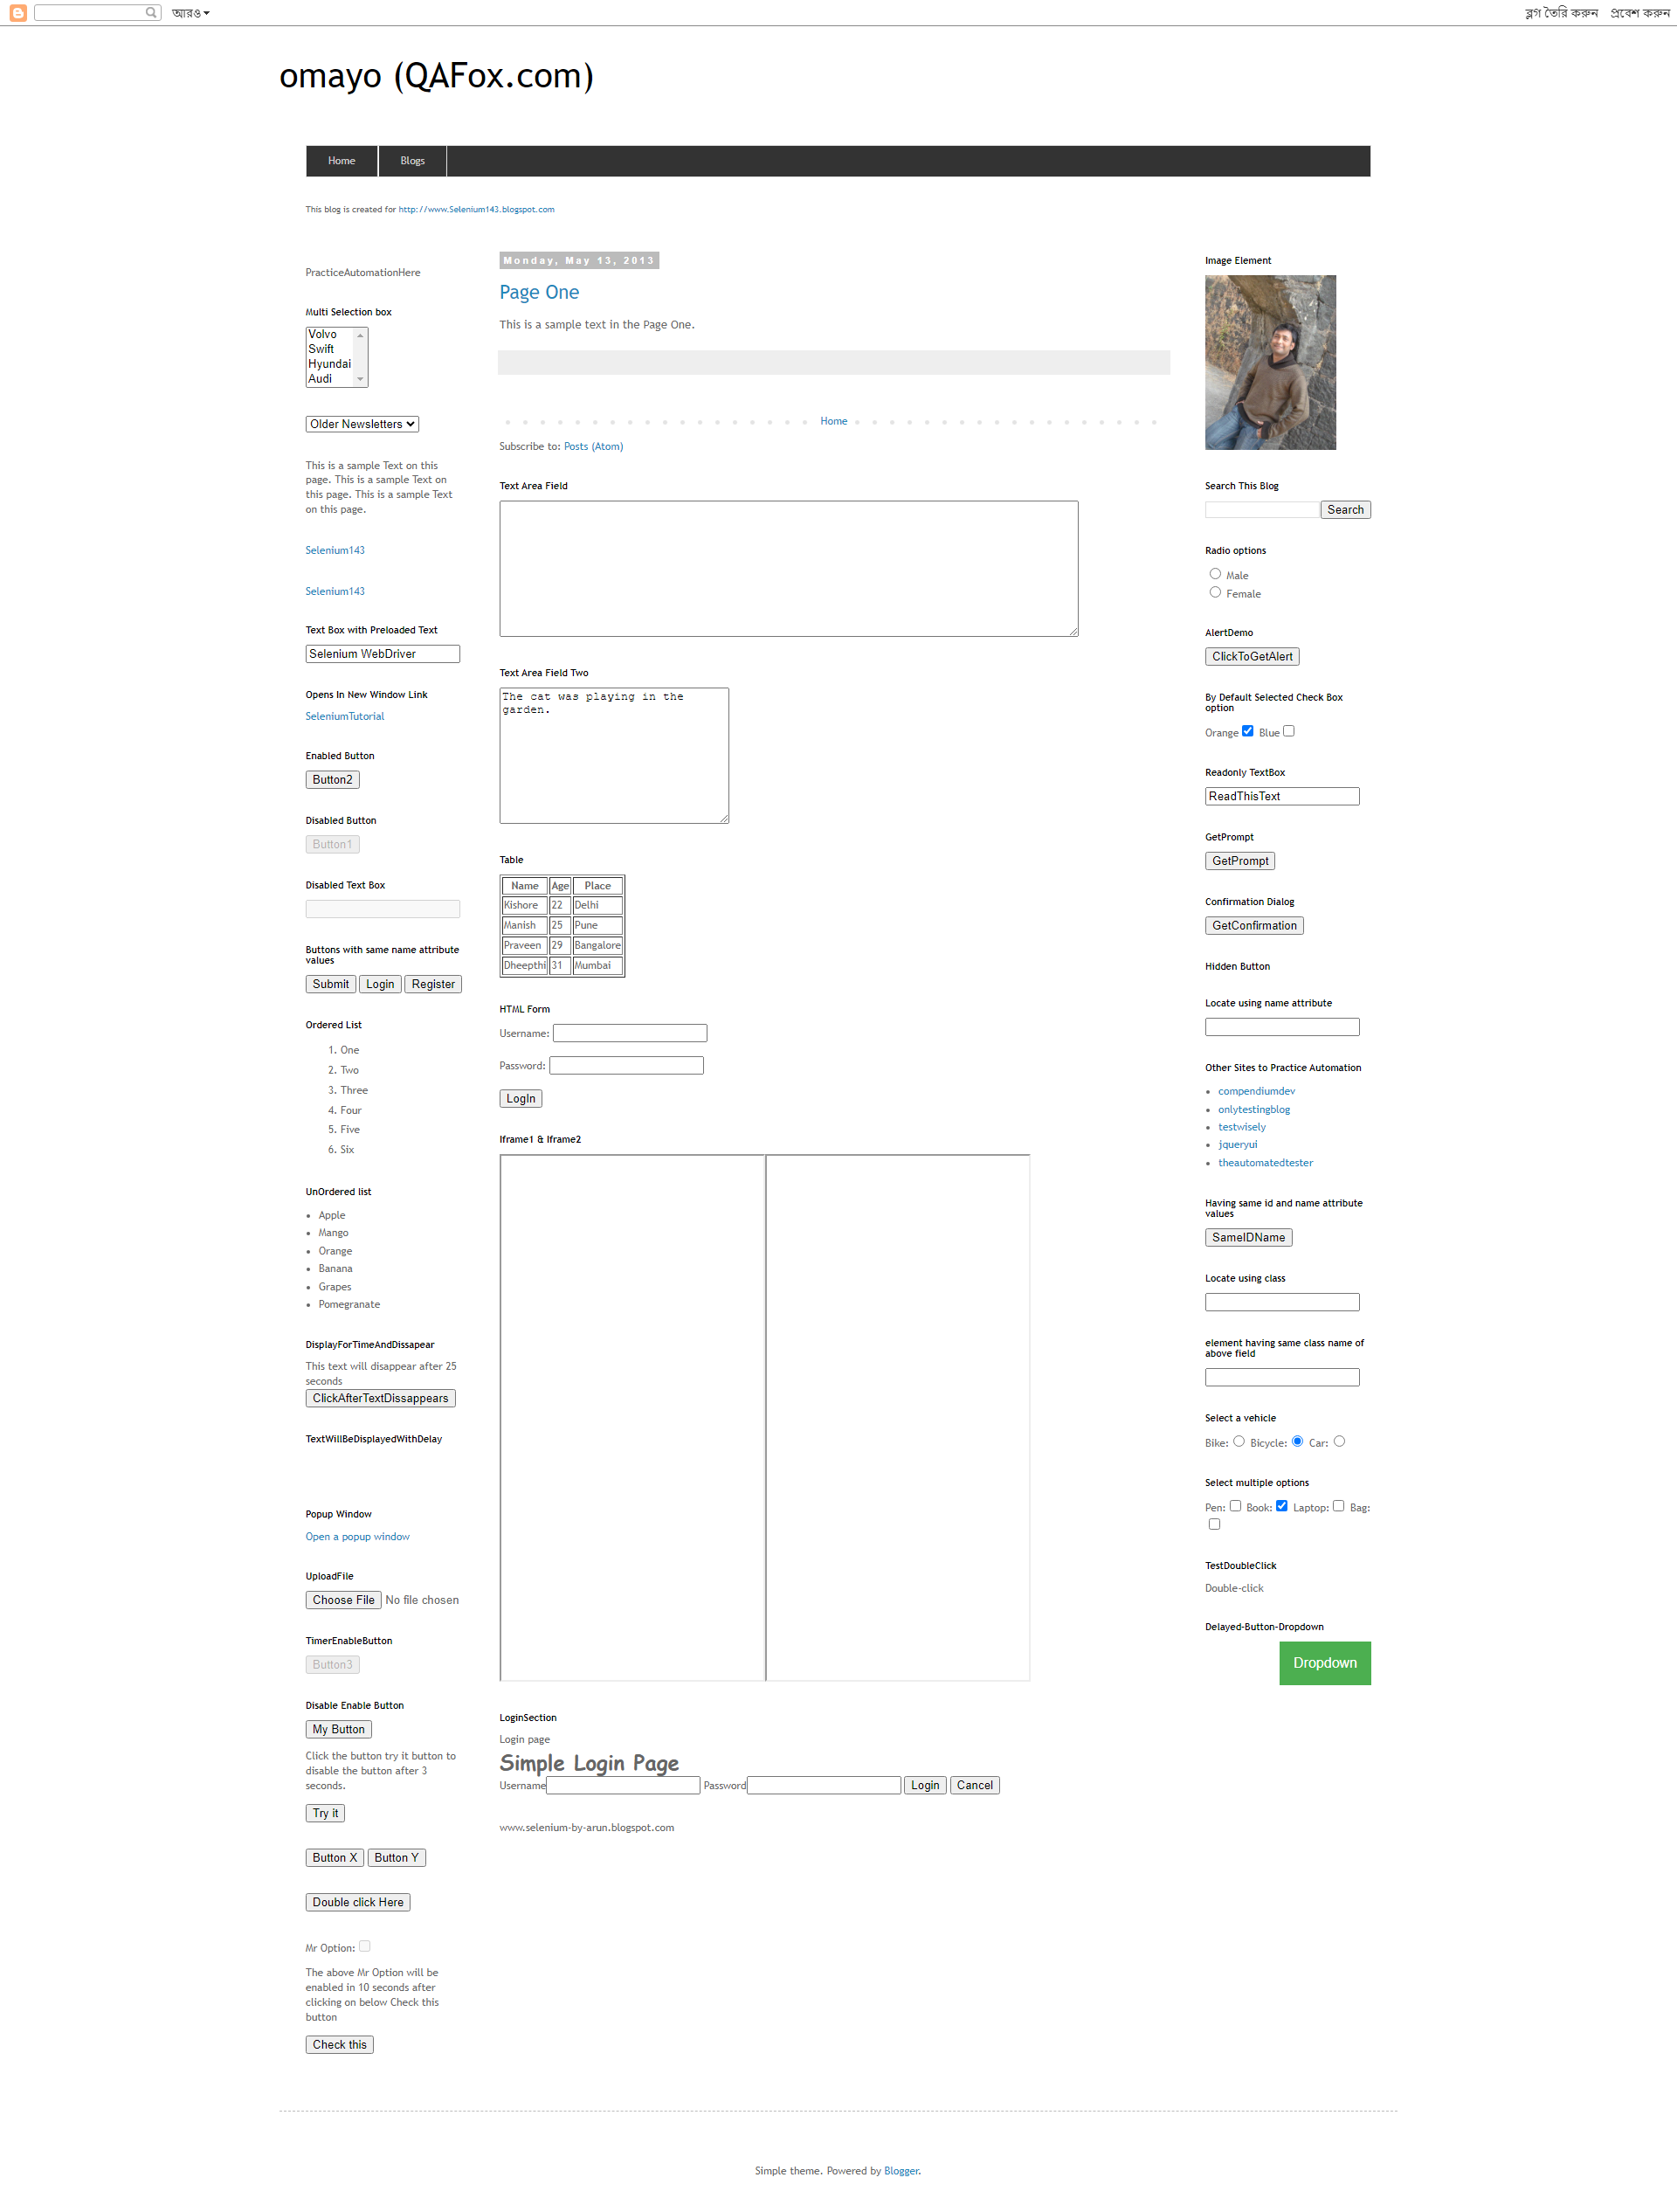 আরও
ব্লগ তৈরি করুন প্রবেশ করুন
omayo (QAFox.com)
Home Blogs
This blog is created for http://www.Selenium143.blogspot.com
PracticeAutomationHere
Multi Selection box
Volvo
Swift
Hyundai
Audi
Older Newsletters
This is a sample Text on this
page. This is a sample Text on
this page. This is a sample Text
on this page.
Selenium143
Selenium143
Text Box with Preloaded Text
Selenium WebDriver
Opens In New Window Link
SeleniumTutorial
Enabled Button
Button2
Disabled Button
Button1
Disabled Text Box
Buttons with same name attribute
values
Submit Login Register
Ordered List
1. One
2. Two
3. Three
4. Four
5. Five
6. Six
UnOrdered list
• Apple
• Mango
• Orange
• Banana
• Grapes
• Pomegranate
DisplayForTimeAndDissapear
This text will disappear after 25
seconds
ClickAfterTextDissappears
TextWillBeDisplayedWithDelay
Popup Window
Open a popup window
UploadFile
Choose File No file chosen
TimerEnableButton
Button3
Disable Enable Button
My Button
Click the button try it button to
disable the button after 3
seconds.
Try it
Button X Button Y
Double click Here
Mr Option:
The above Mr Option will be
enabled in 10 seconds after
clicking on below Check this
button
Check this
Monday, May 13, 2013
Page One
This is a sample text in the Page One.
Home
Subscribe to: Posts (Atom)
Text Area Field
Text Area Field Two
The cat was playing in the
garden.
Table
Name Age Place
Kishore 22 Delhi
Manish 25 Pune
Praveen 29 Bangalore
Dheepthi 31 Mumbai
HTML Form
Username:
Password:
LogIn
Iframe1 & Iframe2
LoginSection
Login page
Simple Login Page
Username Password Login Cancel
www.selenium-by-arun.blogspot.com
Image Element
Search This Blog
Search
Radio options
Male
Female
AlertDemo
ClickToGetAlert
By Default Selected Check Box
option
Orange Blue
Readonly TextBox
ReadThisText
GetPrompt
GetPrompt
Confirmation Dialog
GetConfirmation
Hidden Button
Locate using name attribute
Other Sites to Practice Automation
• compendiumdev
• onlytestingblog
• testwisely
• jqueryui
• theautomatedtester
Having same id and name attribute
values
SameIDName
Locate using class
element having same class name of
above field
Select a vehicle
Bike: Bicycle: Car:
Select multiple options
Pen: Book: Laptop: Bag:
TestDoubleClick
Double-click
Delayed-Button-Dropdown
Dropdown
Simple theme. Powered by Blogger.